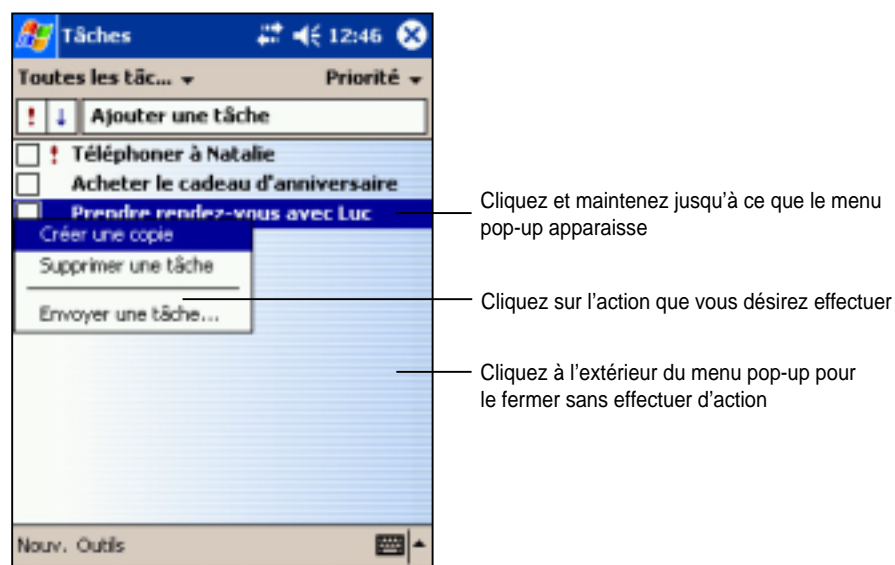 Tâches 12:46
Toutes les tâc... Priorité
! ↓ Ajouter une tâche
! Téléphoner à Natalie
Acheter le cadeau d'anniversaire
Prendre rendez-vous avec Luc
Créer une copie
Supprimer une tâche
Envoyer une tâche...
Nouv. Outils
Cliquez et maintenez jusqu'à ce que le menu
pop-up apparaisse
Cliquez sur l'action que vous désirez effectuer
Cliquez à l'extérieur du menu pop-up pour
le fermer sans effectuer d'action